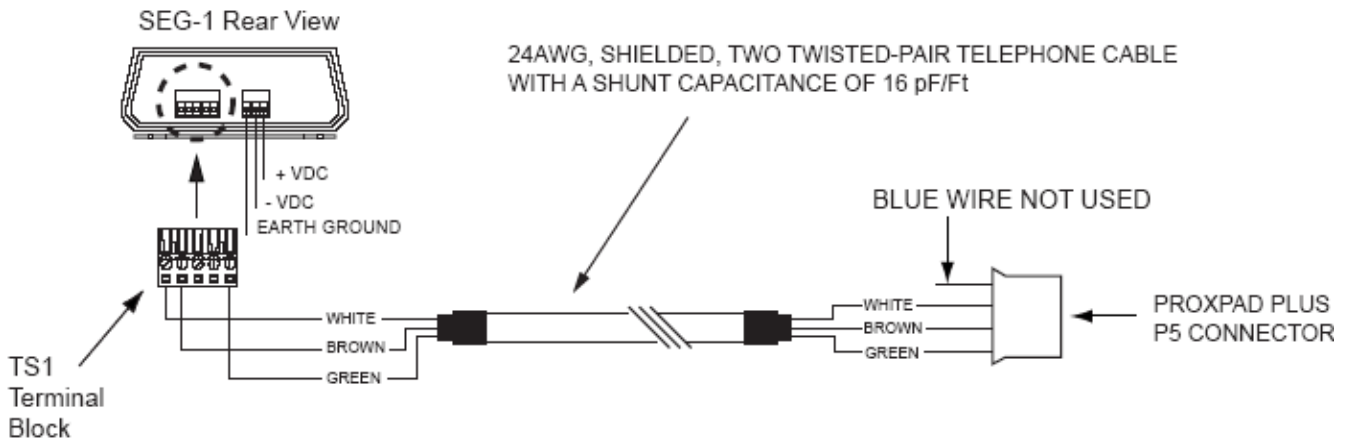 SEG-1 Rear View
24AWG, SHIELDED, TWO TWISTED-PAIR TELEPHONE CABLE
WITH A SHUNT CAPACITANCE OF 16 pF/Ft
+ VDC
- VDC
EARTH GROUND
BLUE WIRE NOT USED
WHITE
BROWN
GREEN
WHITE
BROWN
GREEN
PROXPAD PLUS
P5 CONNECTOR
TS1
Terminal
Block